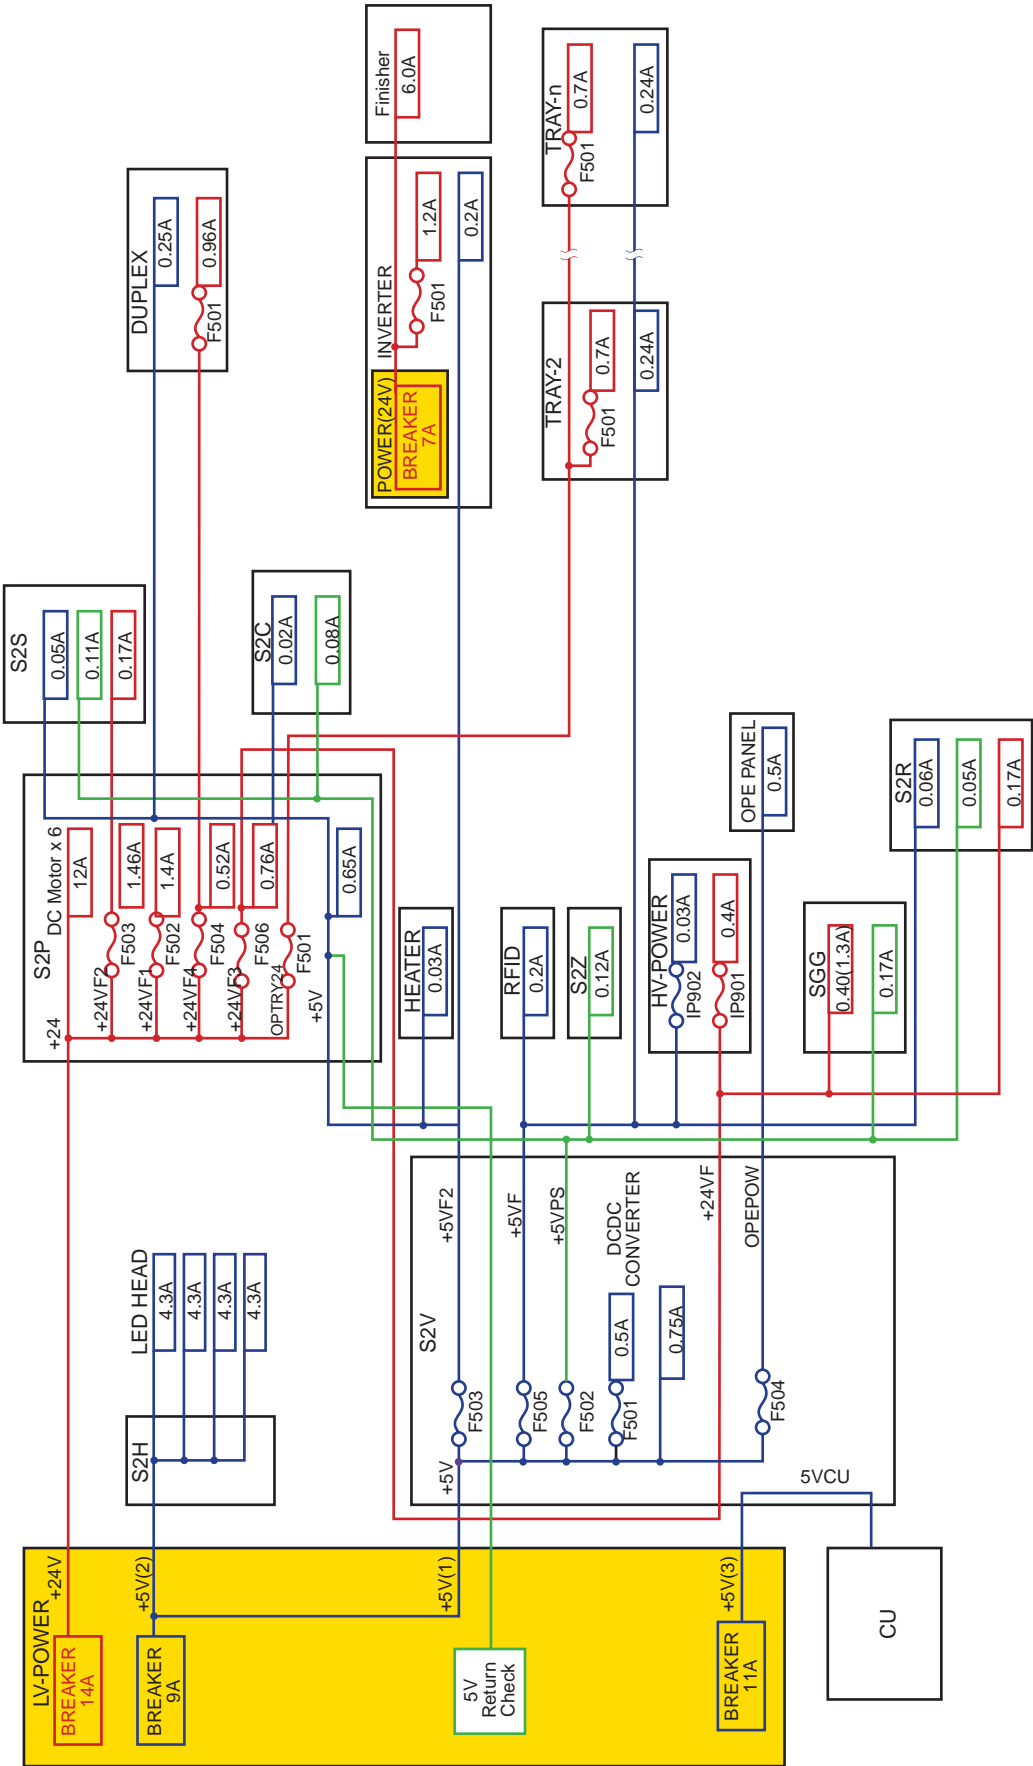 LV-POWER
BREAKER
14A
+24V
BREAKER
9A
+5V(2)
+5V(1)
5V
Return
Check
BREAKER
11A
+5V(3)
CU
5VCU
S2H
LED HEAD
4.3A
4.3A
4.3A
4.3A
S2V
+5V
F503
+5VF2
F505
+5VF
F502
+5VPS
F501
0.5A
DCDC
CONVERTER
0.75A
+24VF
F504
OPEPOW
S2P
+24
DC Motor x 6
12A
+24VF2
F503
1.46A
+24VF1
F502
1.4A
+24VF4
F504
0.52A
+24VF3
F506
0.76A
OPTRY24
F501
+5V
0.65A
HEATER
0.03A
RFID
0.2A
S2Z
0.12A
HV-POWER
IP902
0.03A
IP901
0.4A
OPE PANEL
0.5A
SGG
0.40(1.3A)
0.17A
S2R
0.06A
0.05A
0.17A
S2S
0.05A
0.11A
0.17A
S2C
0.02A
0.08A
DUPLEX
0.25A
F501
0.96A
POWER(24V)
BREAKER
7A
INVERTER
F501
1.2A
0.2A
Finisher
6.0A
TRAY-2
F501
0.7A
0.24A
TRAY-n
F501
0.7A
0.24A